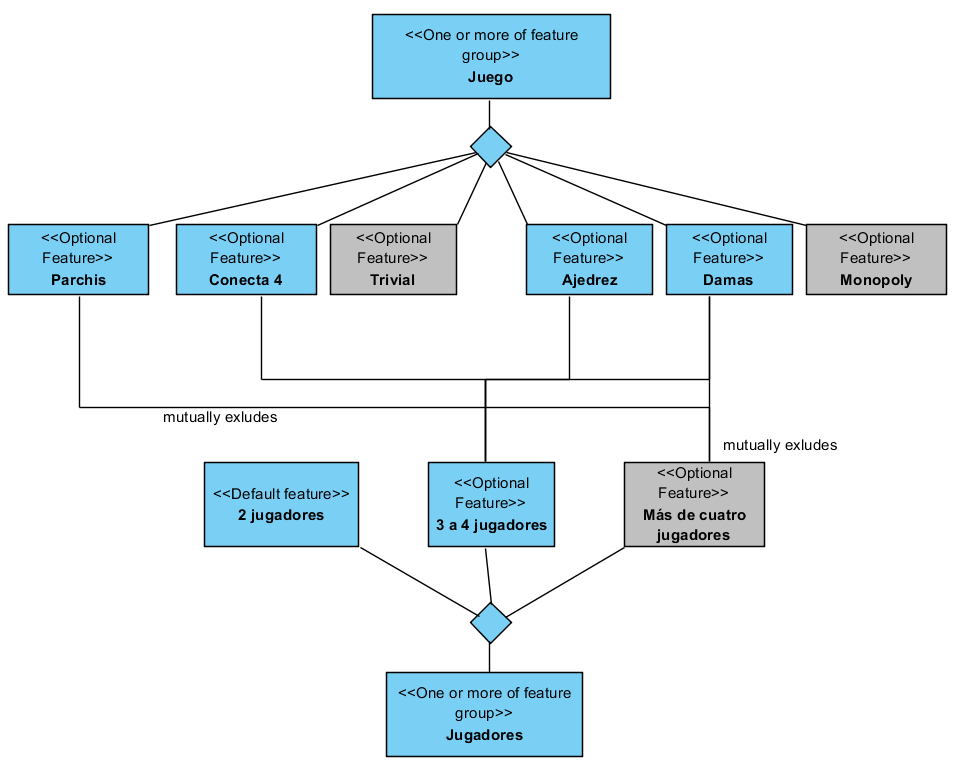 <<One or more of feature
group>>
Juego
<<Optional
Feature>>
Parchis
<<Optional
Feature>>
Conecta 4
<<Optional
Feature>>
Trivial
<<Optional
Feature>>
Ajedrez
<<Optional
Feature>>
Damas
<<Optional
Feature>>
Monopoly
mutually exludes
mutually exludes
<<Default feature>>
2 jugadores
<<Optional
Feature>>
3 a 4 jugadores
<<Optional
Feature>>
Más de cuatro
jugadores
<<One or more of feature
group>>
Jugadores